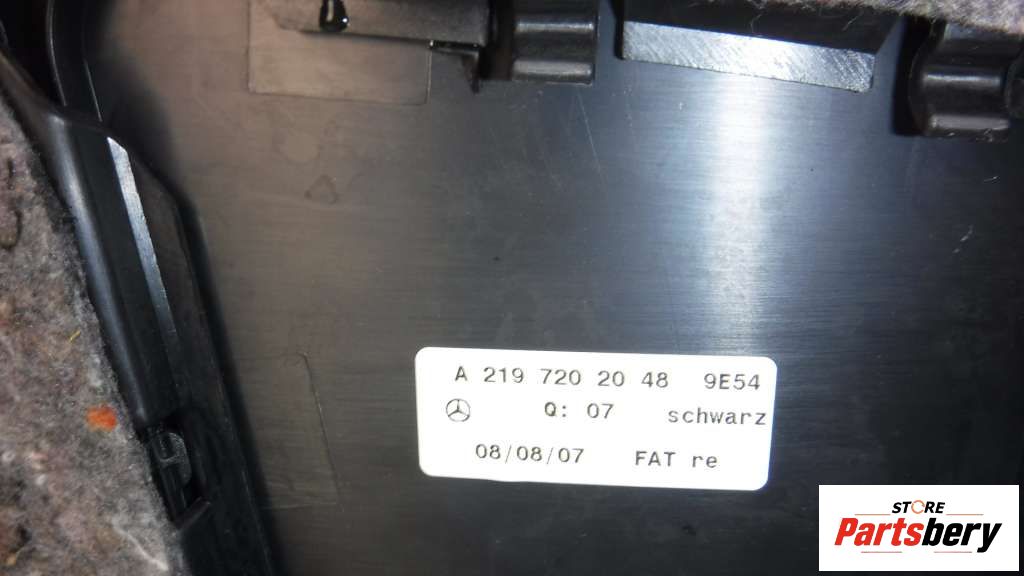 A 219 720 20 48 9E54
Q: 07 schwarz
08/08/07 FAT re
STORE
Partsbery